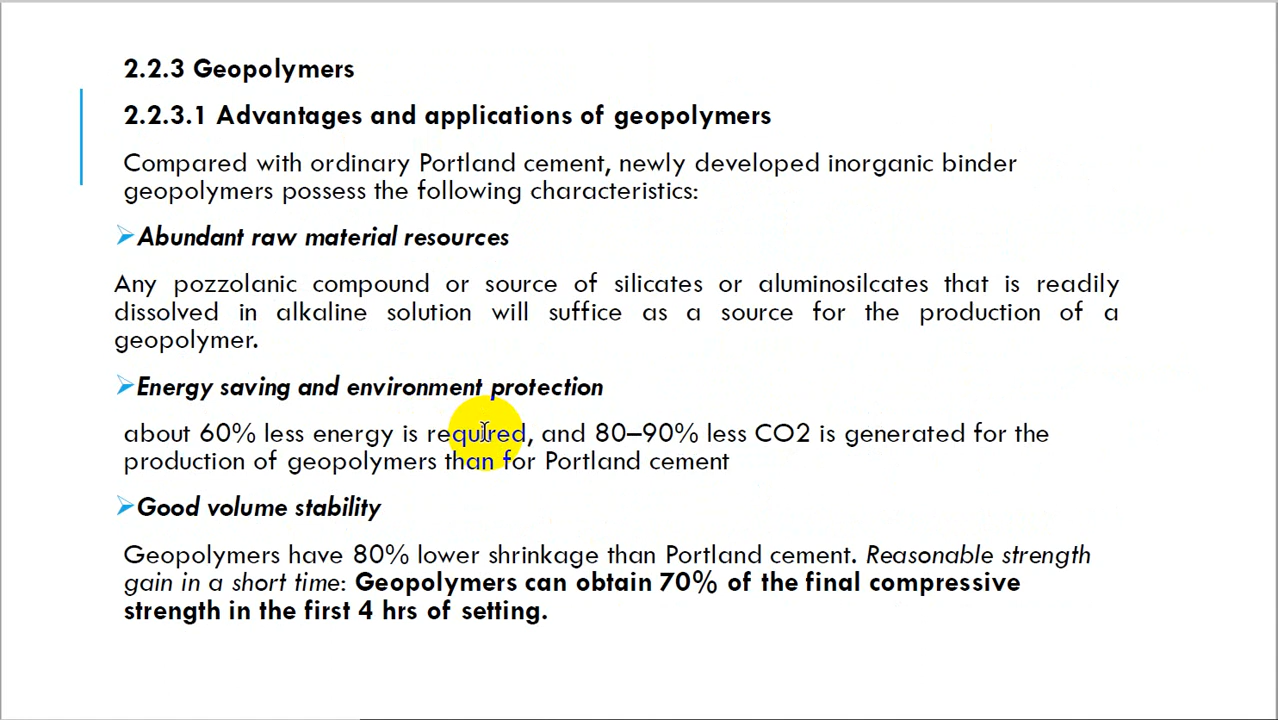 2.2.3 Geopolymers
2.2.3.1 Advantages and applications of geopolymers
Compared with ordinary Portland cement, newly developed inorganic binder
geopolymers possess the following characteristics:
➢Abundant raw material resources
Any pozzolanic compound or source of silicates or aluminosilcates that is readily
dissolved in alkaline solution will suffice as a source for the production of a
geopolymer.
➢Energy saving and environment protection
about 60% less energy is required, and 80–90% less CO2 is generated for the
production of geopolymers than for Portland cement
➢Good volume stability
Geopolymers have 80% lower shrinkage than Portland cement. Reasonable strength
gain in a short time: Geopolymers can obtain 70% of the final compressive
strength in the first 4 hrs of setting.